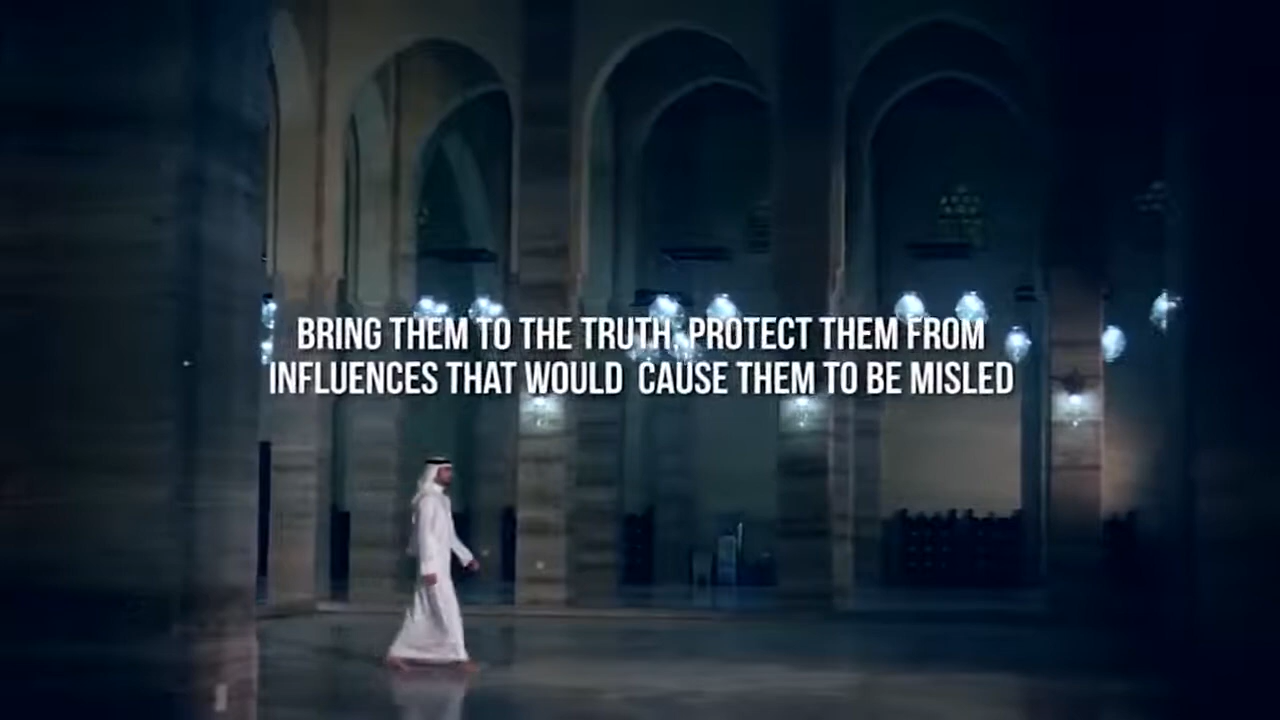 BRING THEM TO THE TRUTH, PROTECT THEM FROM
INFLUENCES THAT WOULD CAUSE THEM TO BE MISLED